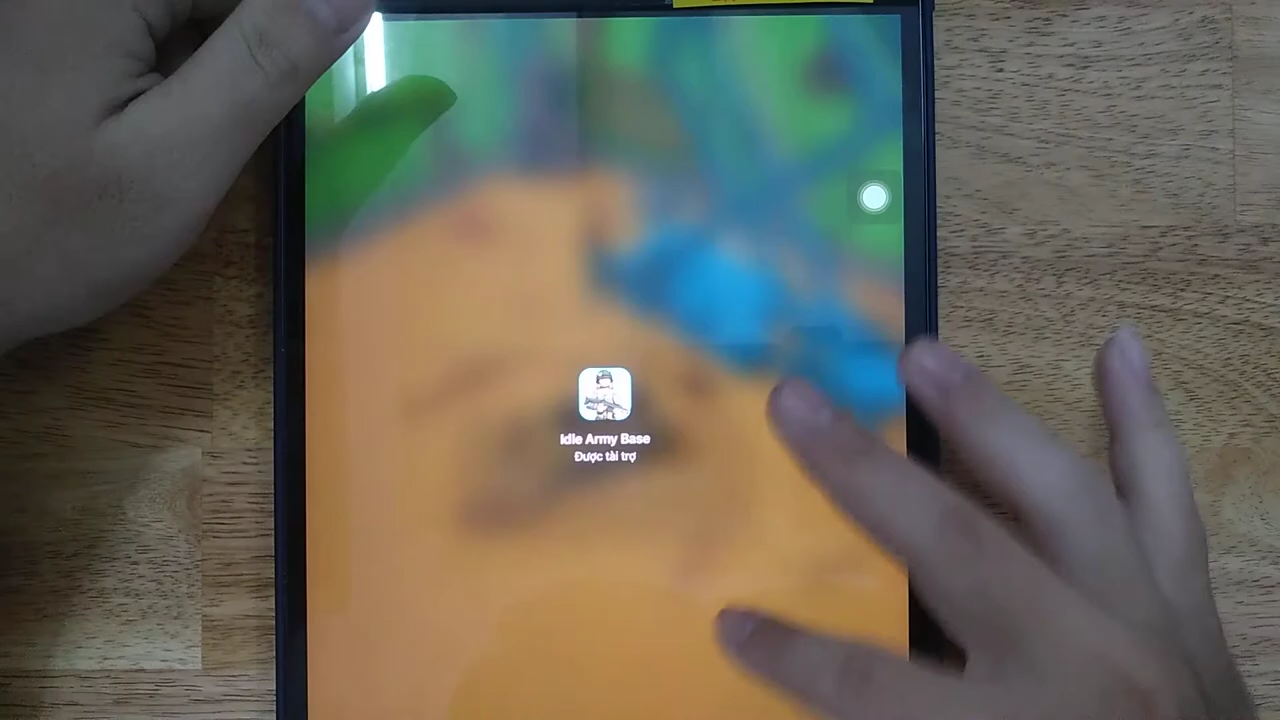 Idle Army Base
Được tài trợ